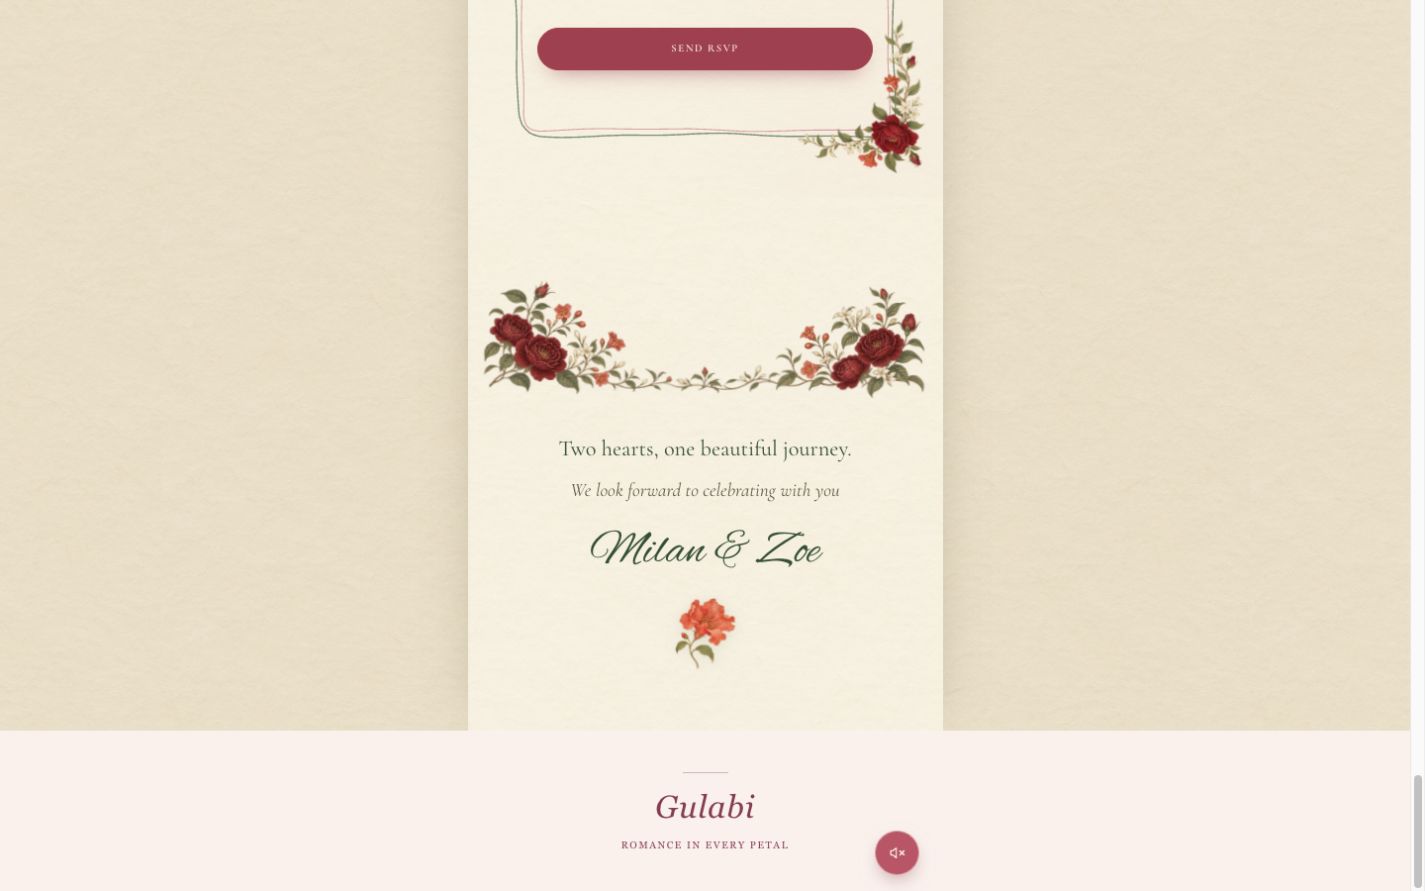 SEND RSVP
Two hearts, one beautiful journey.
We look forward to celebrating with you
Milan & Zoe
Gulabi
ROMANCE IN EVERY PETAL